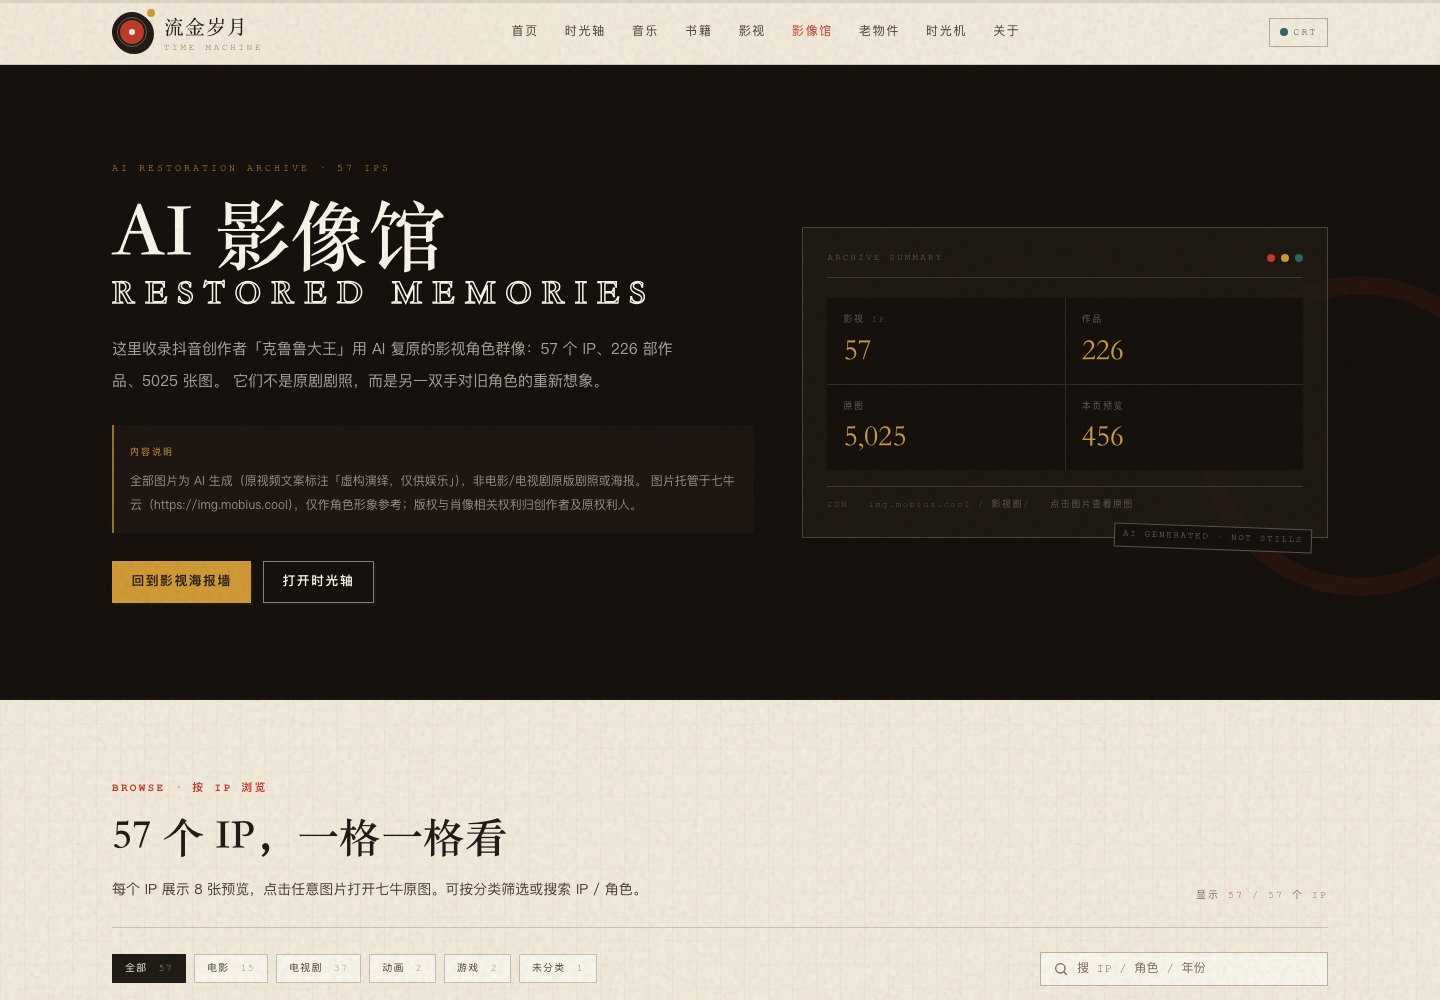 流金岁月
TIME MACHINE
首页 时光轴 音乐 书籍 影视 影像馆 老物件 时光机 关于
CRT
AI RESTORATION ARCHIVE · 57 IPS
AI 影像馆
RESTORED MEMORIES
这里收录抖音创作者「克鲁鲁大王」用 AI 复原的影视角色群像：57 个 IP、226 部作
品、5025 张图。 它们不是原剧剧照，而是另一双手对旧角色的重新想象。
内容说明
全部图片为 AI 生成（原视频文案标注「虚构演绎，仅供娱乐」），非电影/电视剧原版剧照或海报。 图片托管于七牛
云（https://img.mobius.cool），仅作角色形象参考；版权与肖像相关权利归创作者及原权利人。
回到影视海报墙 打开时光轴
ARCHIVE SUMMARY
影视 IP
57
作品
226
原图
5,025
本页预览
456
CDN · img.mobius.cool / 影视剧/ · 点击图片查看原图
AI GENERATED · NOT STILLS
BROWSE · 按 IP 浏览
57 个 IP，一格一格看
每个 IP 展示 8 张预览，点击任意图片打开七牛原图。可按分类筛选或搜索 IP / 角色。
显示 57 / 57 个 IP
全部 57 电影 15 电视剧 37 动画 2 游戏 2 未分类 1
搜 IP / 角色 / 年份